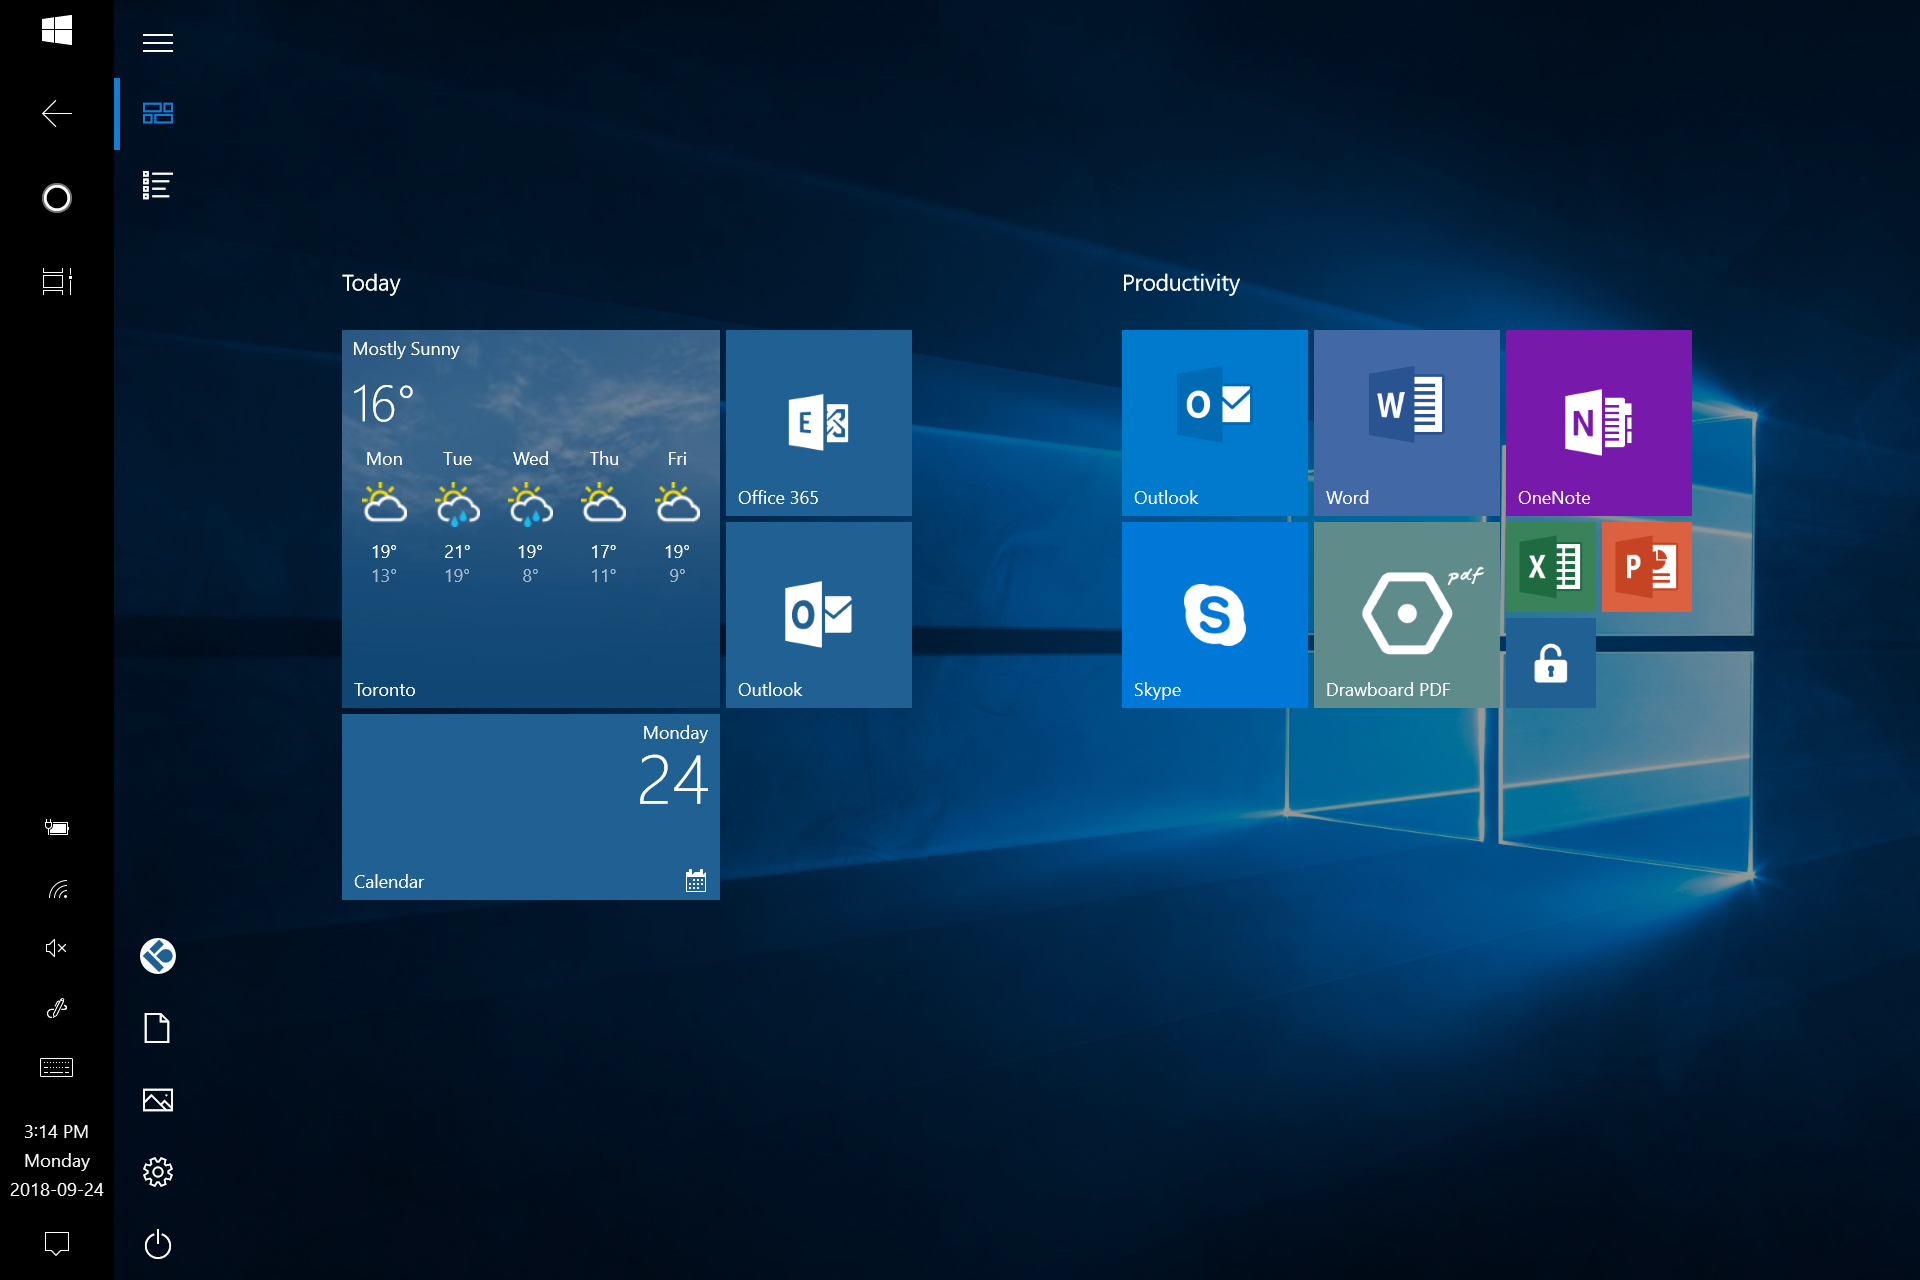 Today
Mostly Sunny
16°
Mon Tue Wed Thu Fri
19° 21° 19° 17° 19°
13° 19° 8° 11° 9°
Toronto
E
Office 365
O
Outlook
Monday
24
Calendar
Productivity
O
Outlook
W
Word
N
OneNote
S
Skype
pdf
Drawboard PDF
X
P
3:14 PM
Monday
2018-09-24